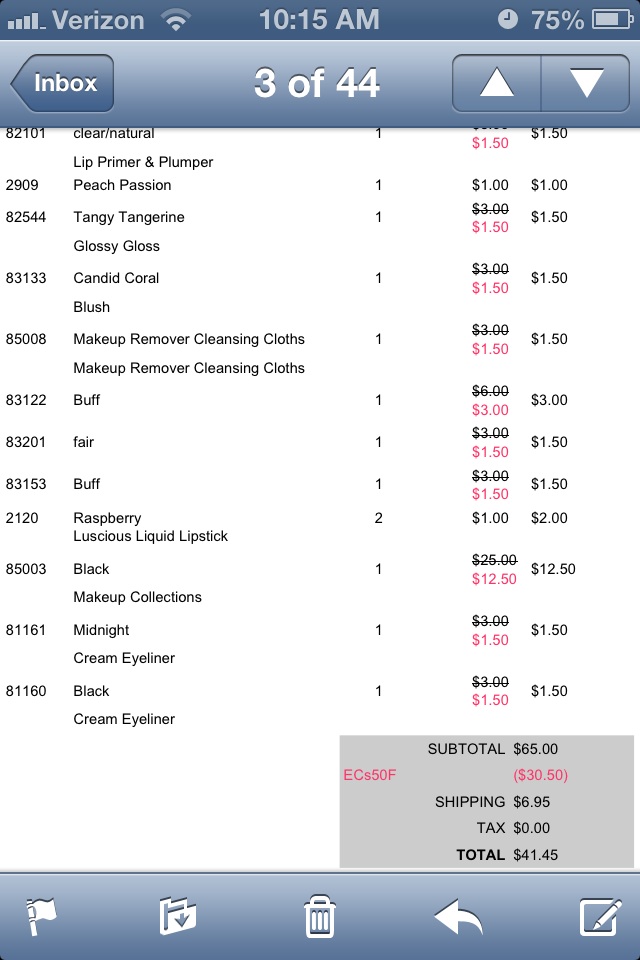 Verizon 10:15 AM 75%
Inbox 3 of 44
82101 clear/natural 1 $1.50
$1.50
Lip Primer & Plumper
2909 Peach Passion 1 $1.00 $1.00
$3.00
82544 Tangy Tangerine 1 $1.50
$1.50
Glossy Gloss
$3.00
83133 Candid Coral 1 $1.50
$1.50
Blush
$3.00
85008 Makeup Remover Cleansing Cloths 1 $1.50
$1.50
Makeup Remover Cleansing Cloths
$6.00
83122 Buff 1 $3.00
$3.00
$3.00
83201 fair 1 $1.50
$1.50
$3.00
83153 Buff 1 $1.50
$1.50
2120 Raspberry 2 $1.00 $2.00
Luscious Liquid Lipstick
$25.00
85003 Black 1 $12.50
$12.50
Makeup Collections
$3.00
81161 Midnight 1 $1.50
$1.50
Cream Eyeliner
$3.00
81160 Black 1 $1.50
$1.50
Cream Eyeliner
SUBTOTAL $65.00
ECs50F ($30.50)
SHIPPING $6.95
TAX $0.00
TOTAL $41.45